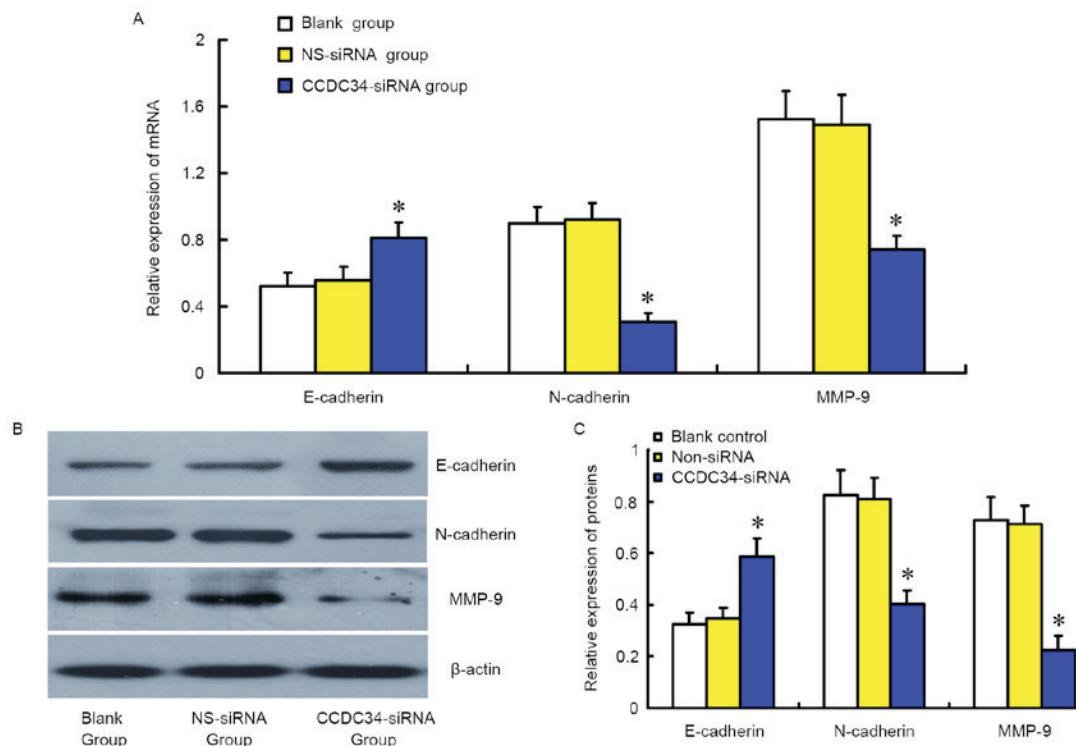 A
Blank group
NS-siRNA group
CCDC34-siRNA group
Relative expression of mRNA
2
1.6
1.2
0.8
0.4
0
*
*
*
E-cadherin
N-cadherin
MMP-9
B
E-cadherin
N-cadherin
MMP-9
β-actin
Blank
Group
NS-siRNA
Group
CCDC34-siRNA
Group
C
Blank control
Non-siRNA
CCDC34-siRNA
Relative expression of proteins
1
0.8
0.6
0.4
0.2
0
*
*
*
E-cadherin
N-cadherin
MMP-9